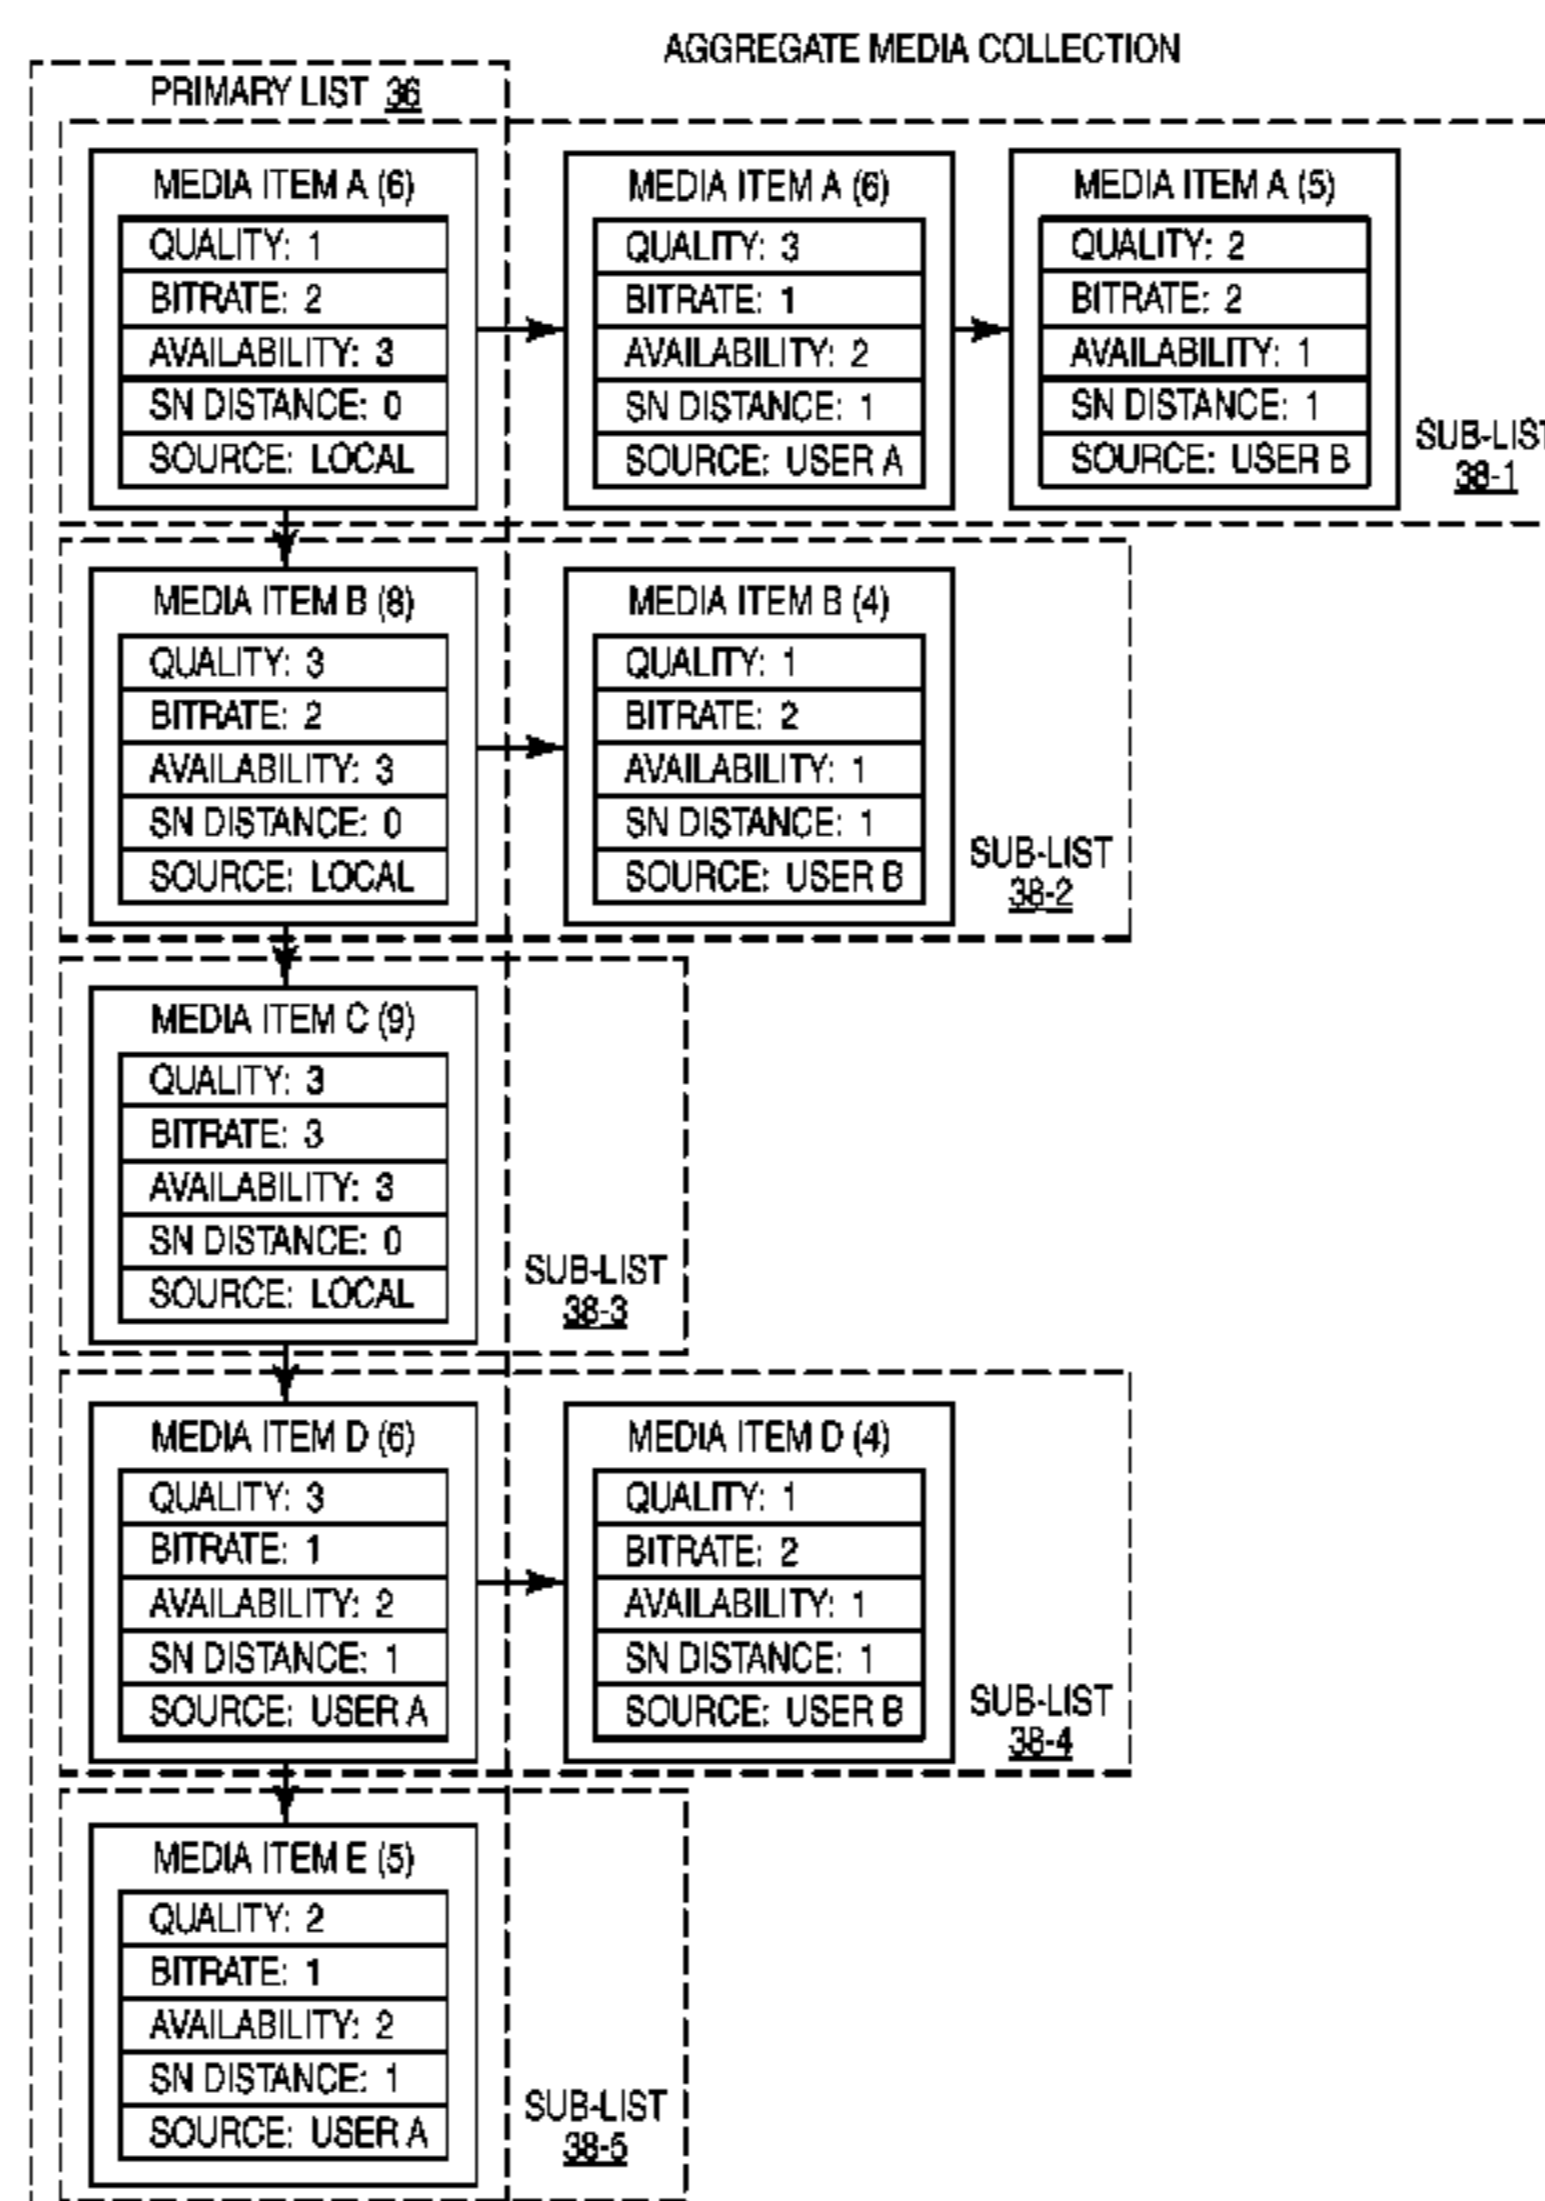 AGGREGATE MEDIA COLLECTION
PRIMARY LIST 36
MEDIA ITEM A (6)
QUALITY: 1
BITRATE: 2
AVAILABILITY: 3
SN DISTANCE: 0
SOURCE: LOCAL
MEDIA ITEM A (6)
QUALITY: 3
BITRATE: 1
AVAILABILITY: 2
SN DISTANCE: 1
SOURCE: USER A
MEDIA ITEM A (5)
QUALITY: 2
BITRATE: 2
AVAILABILITY: 1
SN DISTANCE: 1
SOURCE: USER B
SUB-LIST
38-1
MEDIA ITEM B (8)
QUALITY: 3
BITRATE: 2
AVAILABILITY: 3
SN DISTANCE: 0
SOURCE: LOCAL
MEDIA ITEM B (4)
QUALITY: 1
BITRATE: 2
AVAILABILITY: 1
SN DISTANCE: 1
SOURCE: USER B
SUB-LIST
38-2
MEDIA ITEM C (9)
QUALITY: 3
BITRATE: 3
AVAILABILITY: 3
SN DISTANCE: 0
SOURCE: LOCAL
SUB-LIST
38-3
MEDIA ITEM D (6)
QUALITY: 3
BITRATE: 1
AVAILABILITY: 2
SN DISTANCE: 1
SOURCE: USER A
MEDIA ITEM D (4)
QUALITY: 1
BITRATE: 2
AVAILABILITY: 1
SN DISTANCE: 1
SOURCE: USER B
SUB-LIST
38-4
MEDIA ITEM E (5)
QUALITY: 2
BITRATE: 1
AVAILABILITY: 2
SN DISTANCE: 1
SOURCE: USER A
SUB-LIST
38-5